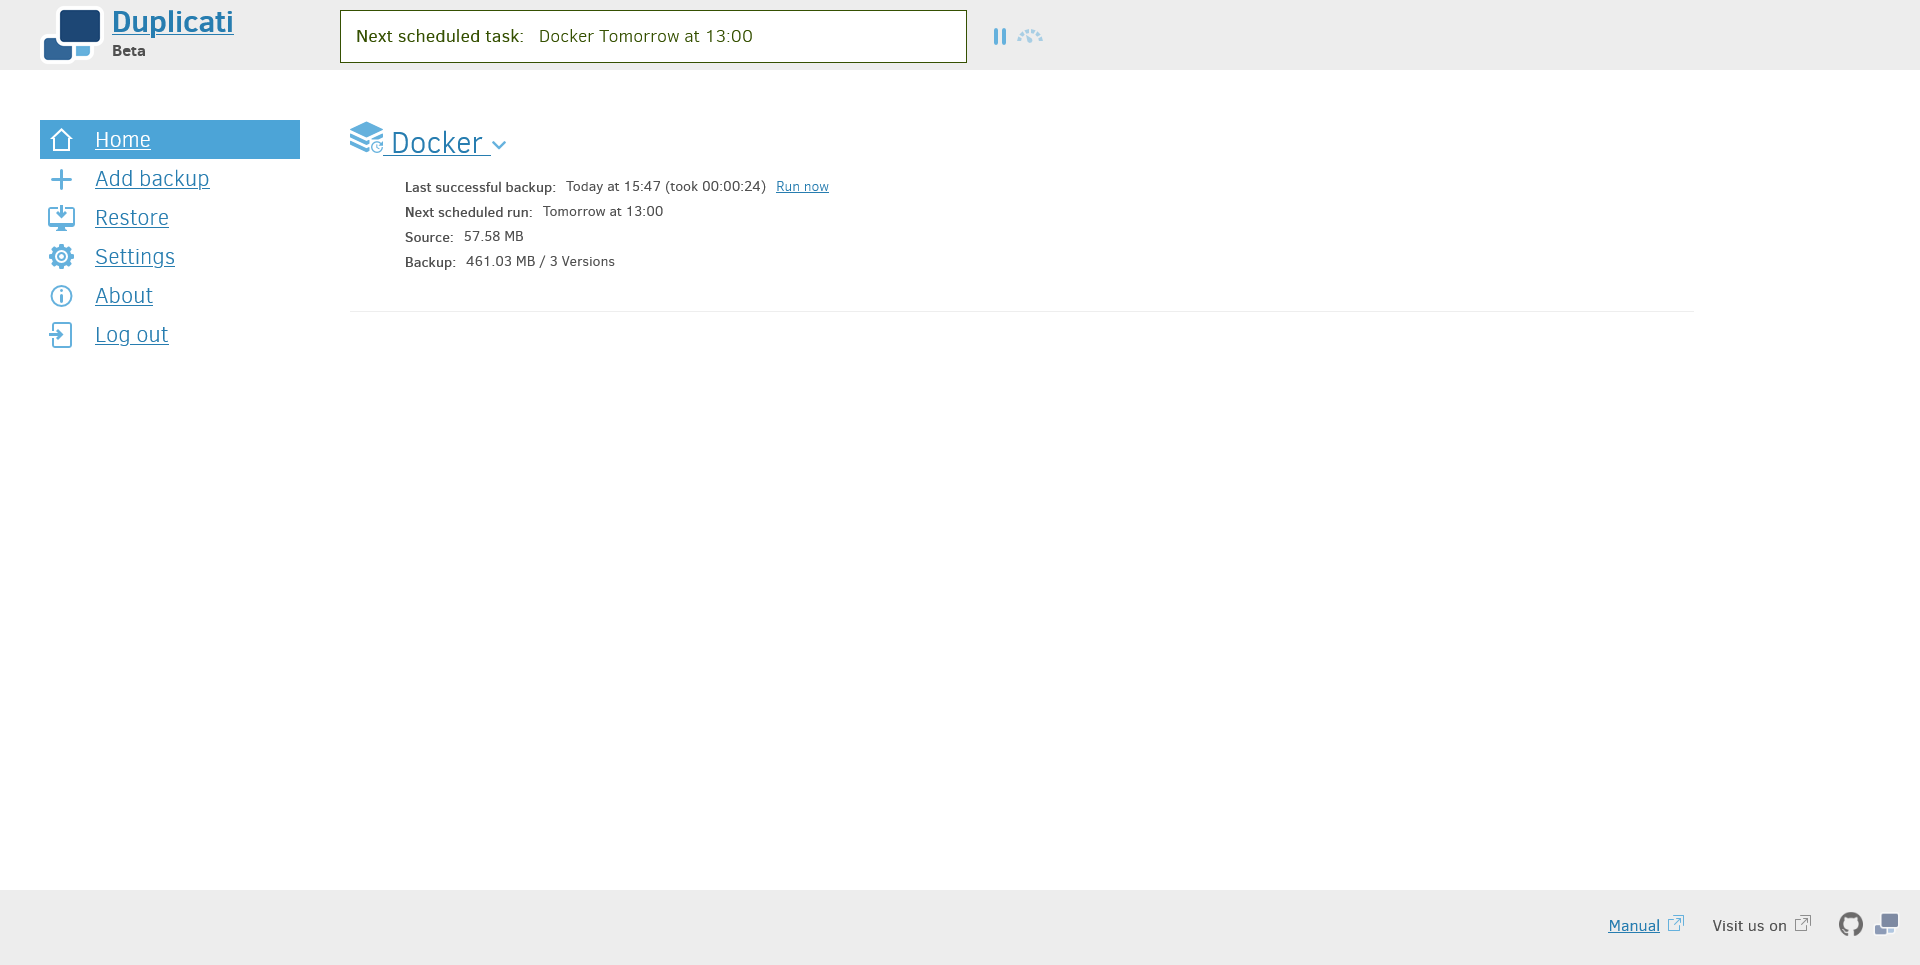 Duplicati
Beta
Next scheduled task: Docker Tomorrow at 13:00
Home
Add backup
Restore
Settings
About
Log out
Docker
Last successful backup: Today at 15:47 (took 00:00:24) Run now
Next scheduled run: Tomorrow at 13:00
Source: 57.58 MB
Backup: 461.03 MB / 3 Versions
Manual Visit us on